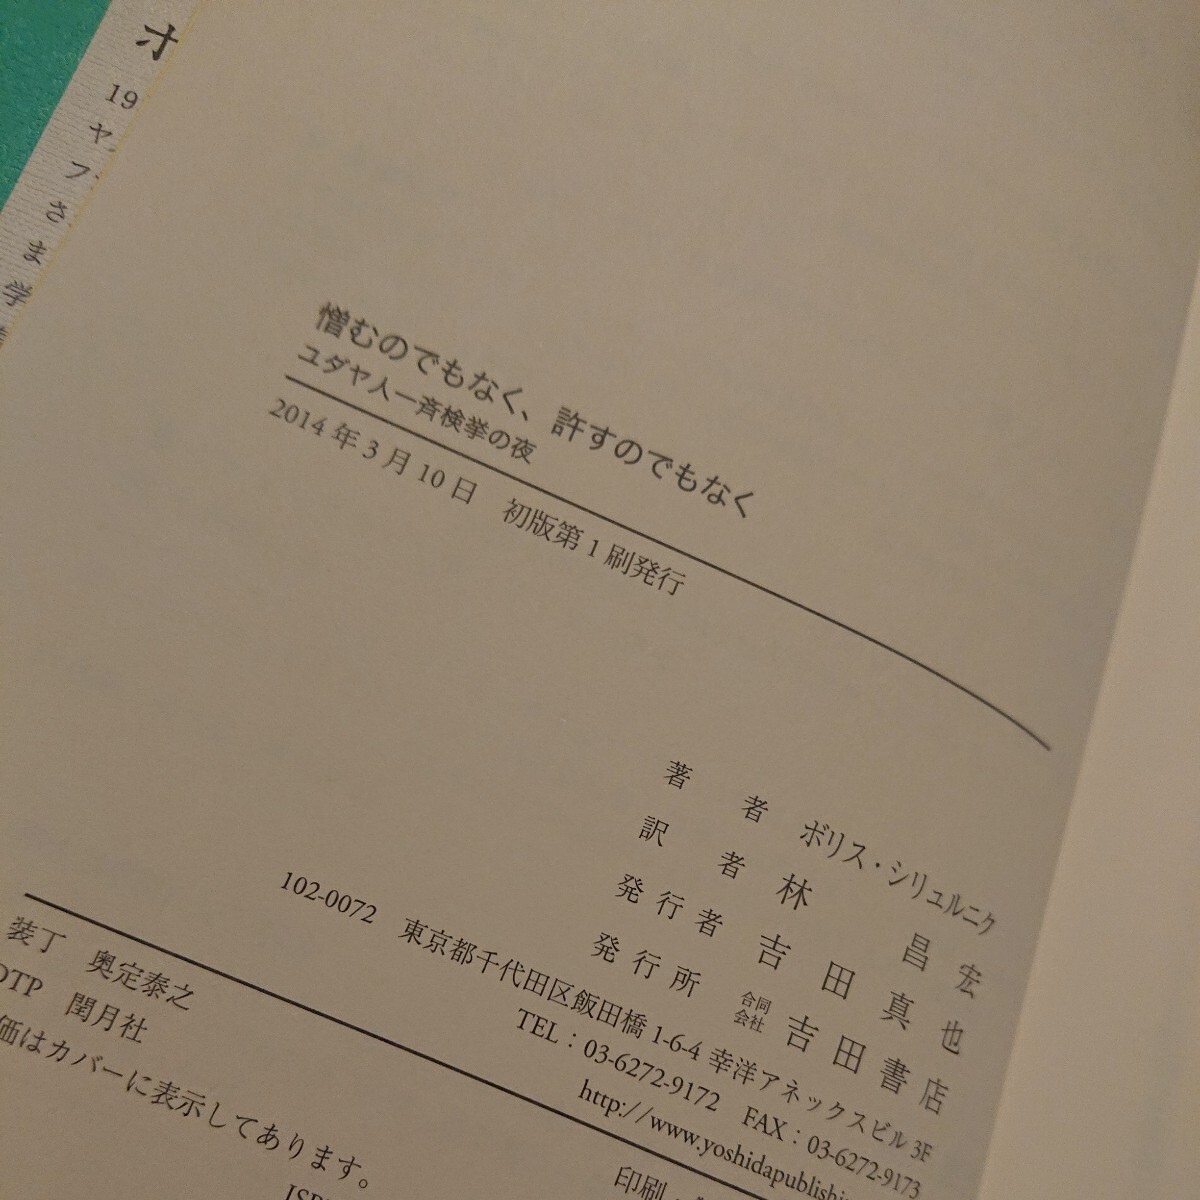 オ
19
ヤ
フ
さ
ま
学
憎むのでもなく、許すのでもなく
ユダヤ人一斉検挙の夜
2014年3月10日 初版第1刷発行
著者 ボリス・シリュルニク
訳者 林昌宏
発行者 吉田真也
発行所 合同会社 吉田書店
102-0072 東京都千代田区飯田橋1-6-4 幸洋アネックスビル3F
TEL:03-6272-9172 FAX:03-6272-9173
http://www.yoshidapublishi
装丁 奥定泰之
DTP 閏月社
印刷
価はカバーに表示してあります。
ISB